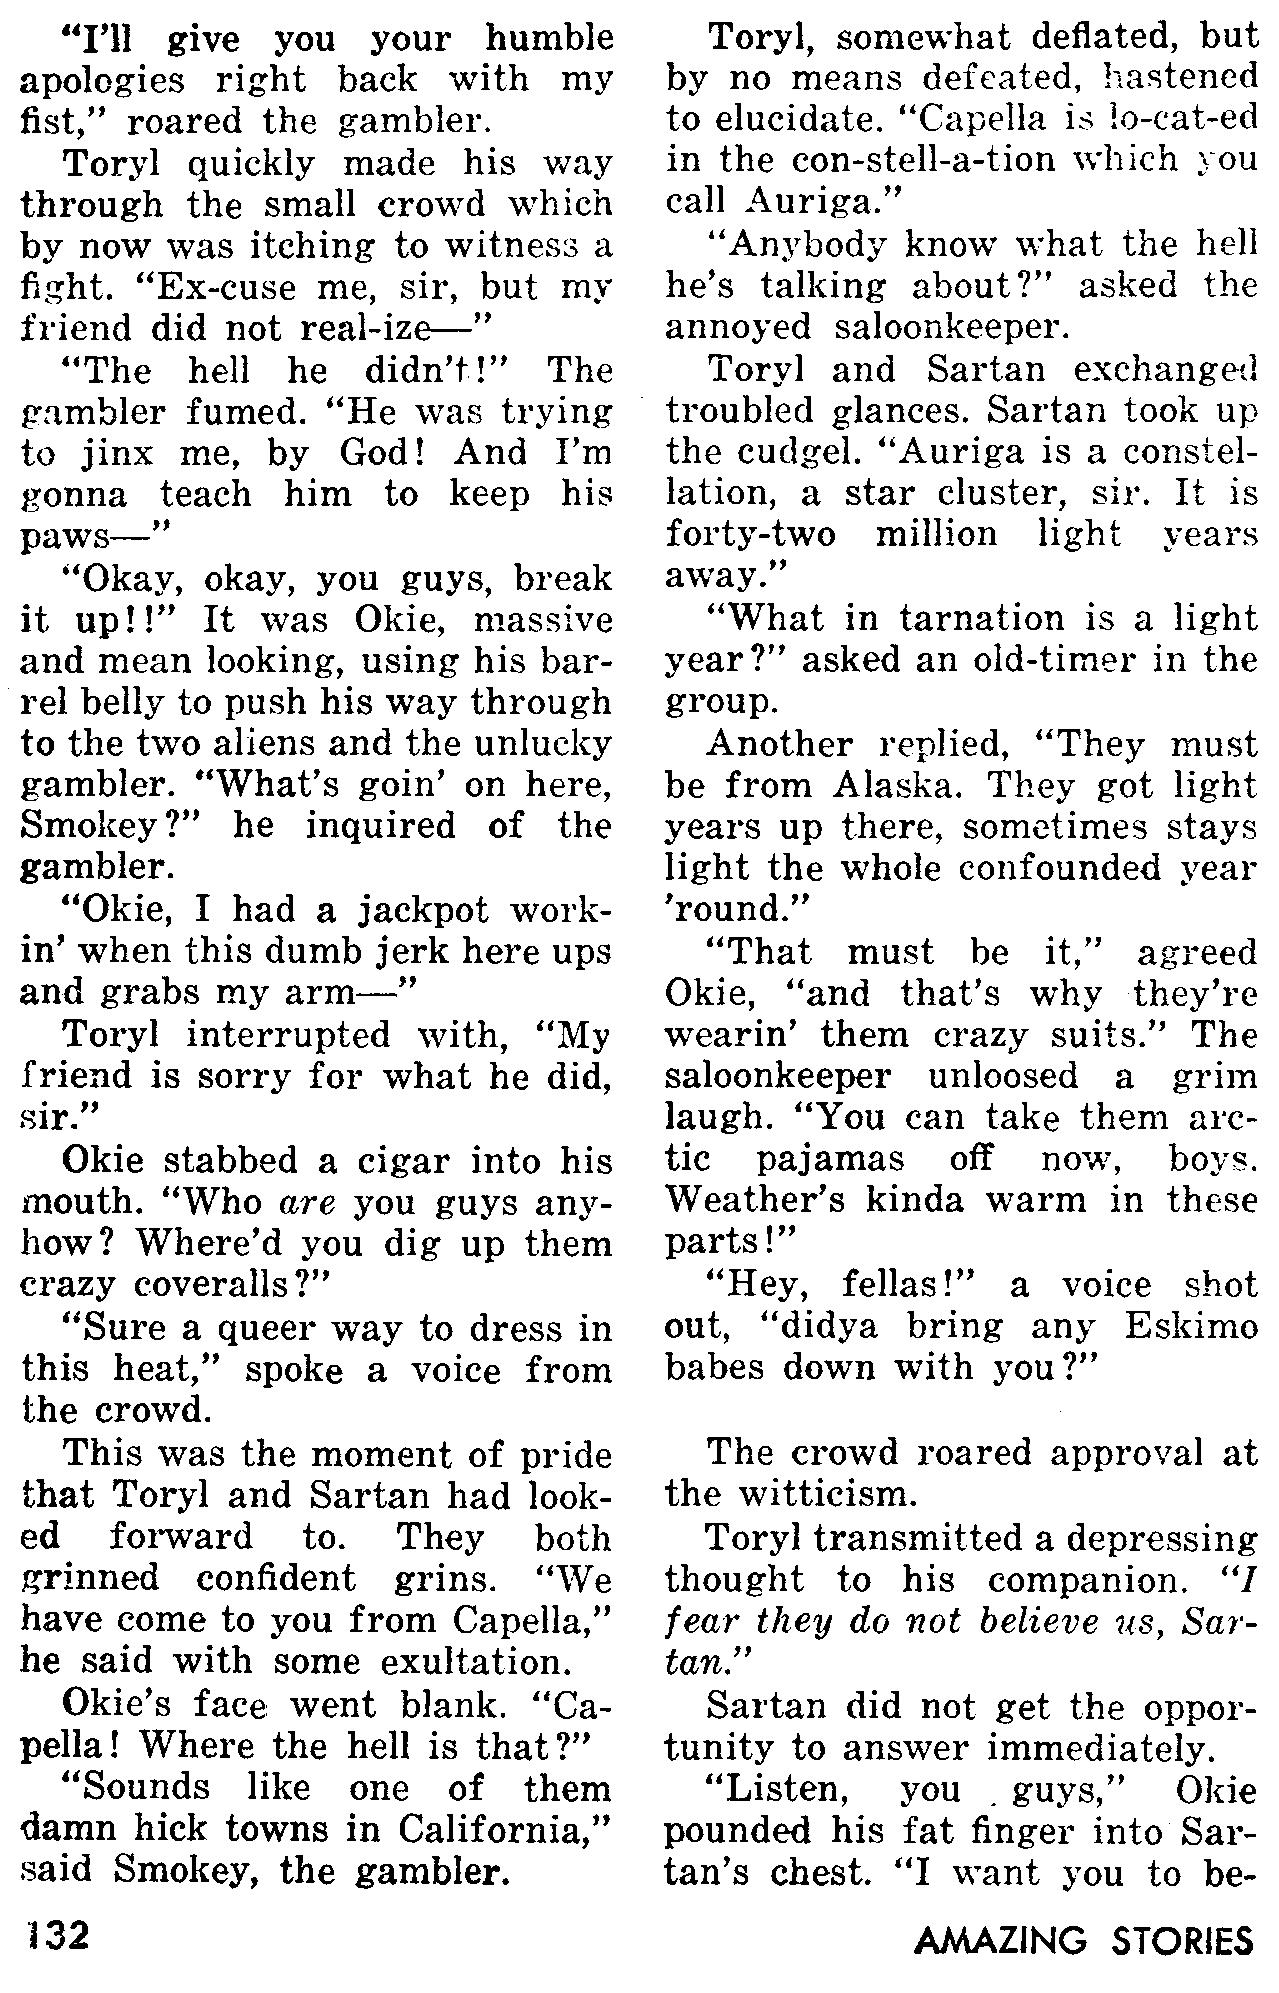 “I’ll give you your humble
apologies right back with my
fist,” roared the gambler.
Toryl quickly made his way
through the small crowd which
by now was itching to witness a
fight. “Ex-cuse me, sir, but my
friend did not real-ize—”
“The hell he didn’t!” The
gambler fumed. “He was trying
to jinx me, by God! And I’m
gonna teach him to keep his
paws—”
“Okay, okay, you guys, break
it up!!” It was Okie, massive
and mean looking, using his bar-
rel belly to push his way through
to the two aliens and the unlucky
gambler. “What’s goin’ on here,
Smokey?” he inquired of the
gambler.
“Okie, I had a jackpot work-
in’ when this dumb jerk here ups
and grabs my arm—”
Toryl interrupted with, “My
friend is sorry for what he did,
sir.”
Okie stabbed a cigar into his
mouth. “Who are you guys any-
how? Where’d you dig up them
crazy coveralls?”
“Sure a queer way to dress in
this heat,” spoke a voice from
the crowd.
This was the moment of pride
that Toryl and Sartan had look-
ed forward to. They both
grinned confident grins. “We
have come to you from Capella,”
he said with some exultation.
Okie’s face went blank. “Ca-
pella! Where the hell is that?”
“Sounds like one of them
damn hick towns in California,”
said Smokey, the gambler.
Toryl, somewhat deflated, but
by no means defeated, hastened
to elucidate. “Capella is lo-cat-ed
in the con-stell-a-tion which you
call Auriga.”
“Anybody know what the hell
he’s talking about?” asked the
annoyed saloonkeeper.
Toryl and Sartan exchanged
troubled glances. Sartan took up
the cudgel. “Auriga is a constel-
lation, a star cluster, sir. It is
forty-two million light years
away.”
“What in tarnation is a light
year?” asked an old-timer in the
group.
Another replied, “They must
be from Alaska. They got light
years up there, sometimes stays
light the whole confounded year
’round.”
“That must be it,” agreed
Okie, “and that’s why they’re
wearin’ them crazy suits.” The
saloonkeeper unloosed a grim
laugh. “You can take them arc-
tic pajamas off now, boys.
Weather’s kinda warm in these
parts!”
“Hey, fellas!” a voice shot
out, “didya bring any Eskimo
babes down with you?”
The crowd roared approval at
the witticism.
Toryl transmitted a depressing
thought to his companion. “I
fear they do not believe us, Sar-
tan.”
Sartan did not get the oppor-
tunity to answer immediately.
“Listen, you guys,” Okie
pounded his fat finger into Sar-
tan’s chest. “I want you to be-
132
AMAZING STORIES